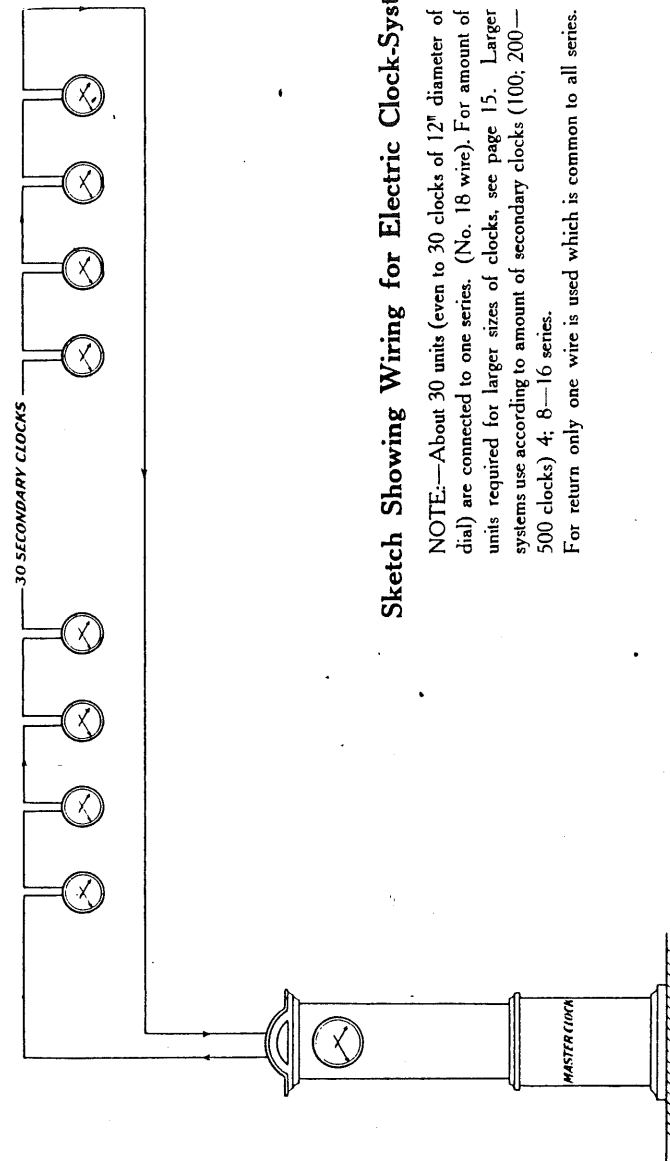 30 SECONDARY CLOCKS
MASTER CLOCK
Sketch Showing Wiring for Electric Clock-Syst
NOTE:—About 30 units (even to 30 clocks of 12" diameter of
dial) are connected to one series. (No. 18 wire). For amount of
units required for larger sizes of clocks, see page 15. Larger
systems use according to amount of secondary clocks (100; 200—
500 clocks) 4; 8—16 series.
For return only one wire is used which is common to all series.